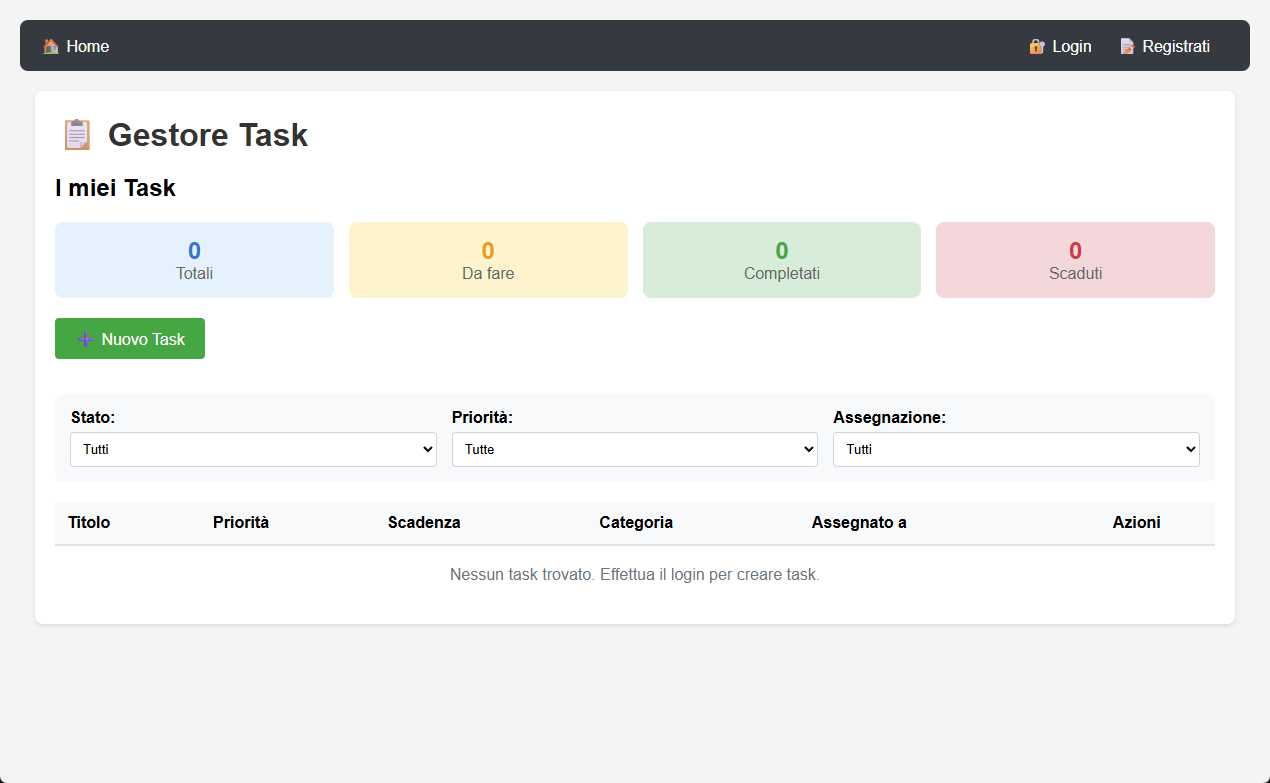 Home
Login
Registrati
Gestore Task
I miei Task
0
Totali
0
Da fare
0
Completati
0
Scaduti
Nuovo Task
Stato:
Priorità:
Assegnazione:
Tutti
Tutte
Tutti
Titolo
Priorità
Scadenza
Categoria
Assegnato a
Azioni
Nessun task trovato. Effettua il login per creare task.